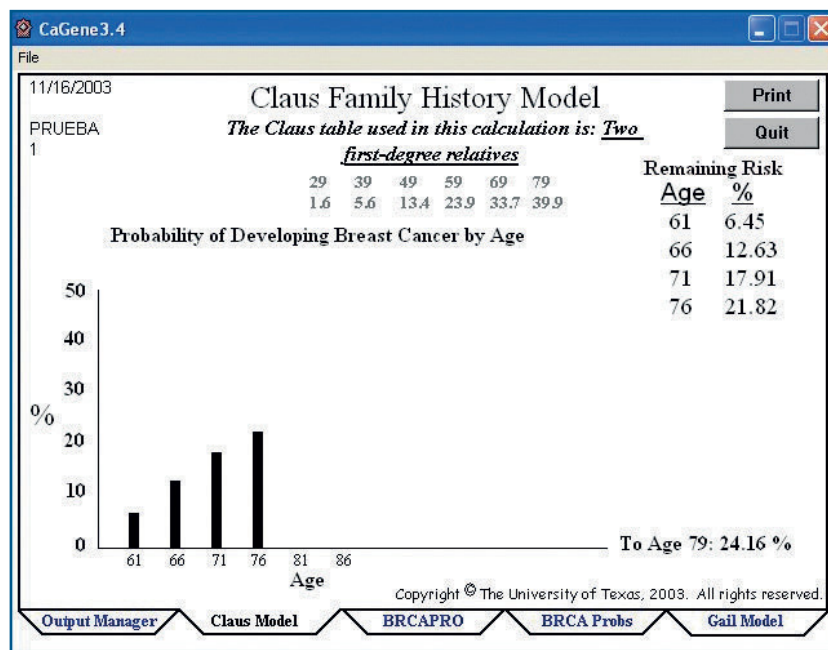 CaGene3.4
File
11/16/2003
PRUEBA
1
Claus Family History Model
The Claus table used in this calculation is: Two
first-degree relatives
29 39 49 59 69 79
1.6 5.6 13.4 23.9 33.7 39.9
Print
Quit
Remaining Risk
Age %
61 6.45
66 12.63
71 17.91
76 21.82
Probability of Developing Breast Cancer by Age
50
40
30
%
20
10
0
61 66 71 76 81 86
Age
To Age 79: 24.16 %
Copyright © The University of Texas, 2003. All rights reserved.
Output Manager Claus Model BRCAPRO BRCA Probs Gail Model